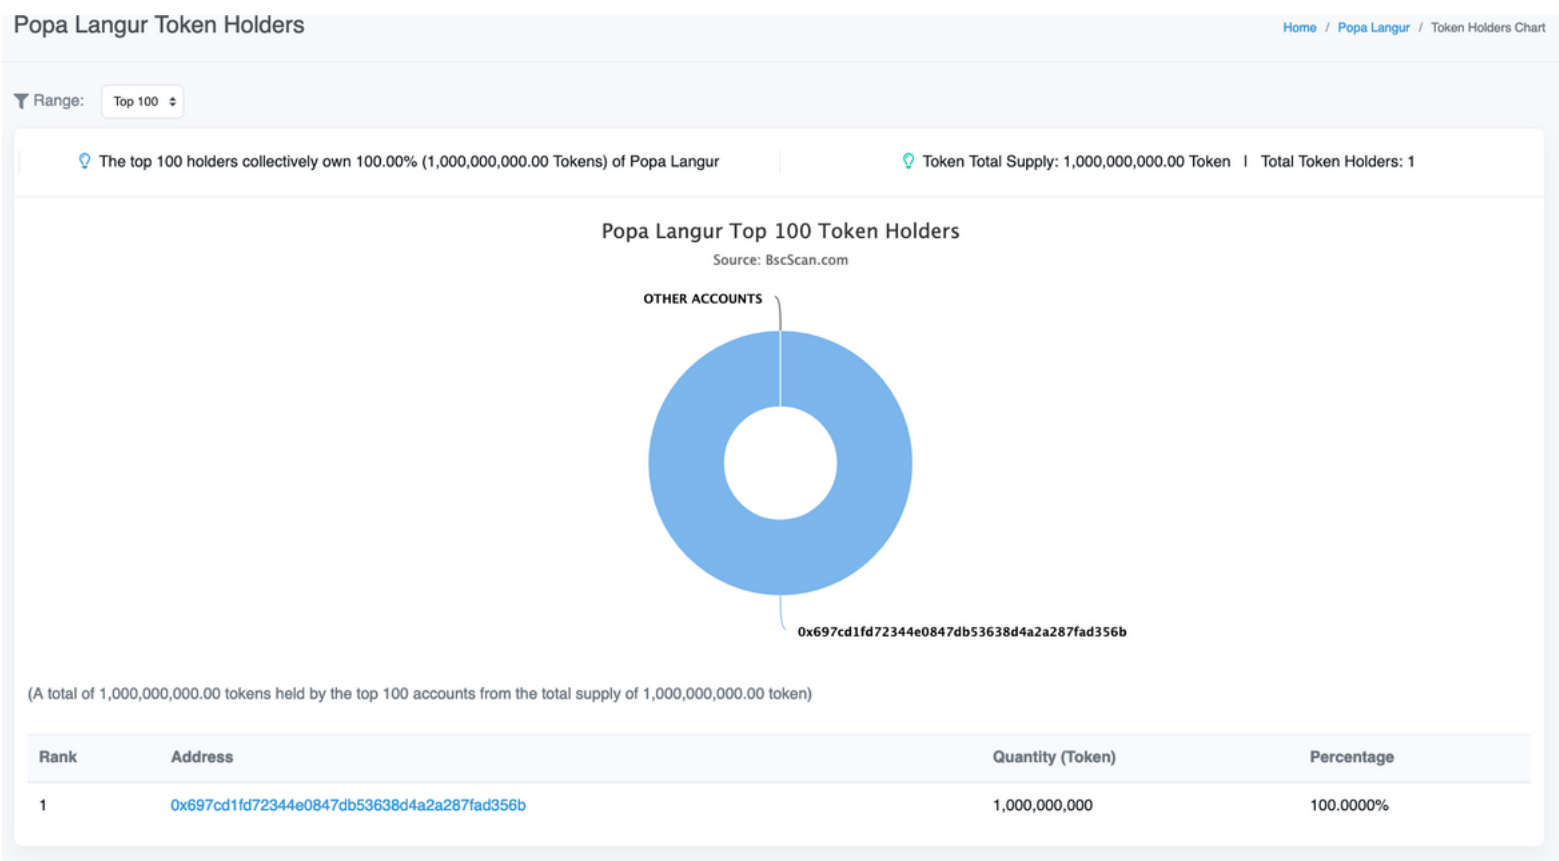 Popa Langur Token Holders
Home / Popa Langur / Token Holders Chart
Range: Top 100
The top 100 holders collectively own 100.00% (1,000,000,000.00 Tokens) of Popa Langur
Token Total Supply: 1,000,000,000.00 Token | Total Token Holders: 1
Popa Langur Top 100 Token Holders
Source: BscScan.com
OTHER ACCOUNTS
0x697cd1fd72344e0847db53638d4a2a287fad356b
(A total of 1,000,000,000.00 tokens held by the top 100 accounts from the total supply of 1,000,000,000.00 token)
Rank Address Quantity (Token) Percentage
1 0x697cd1fd72344e0847db53638d4a2a287fad356b 1,000,000,000 100.0000%